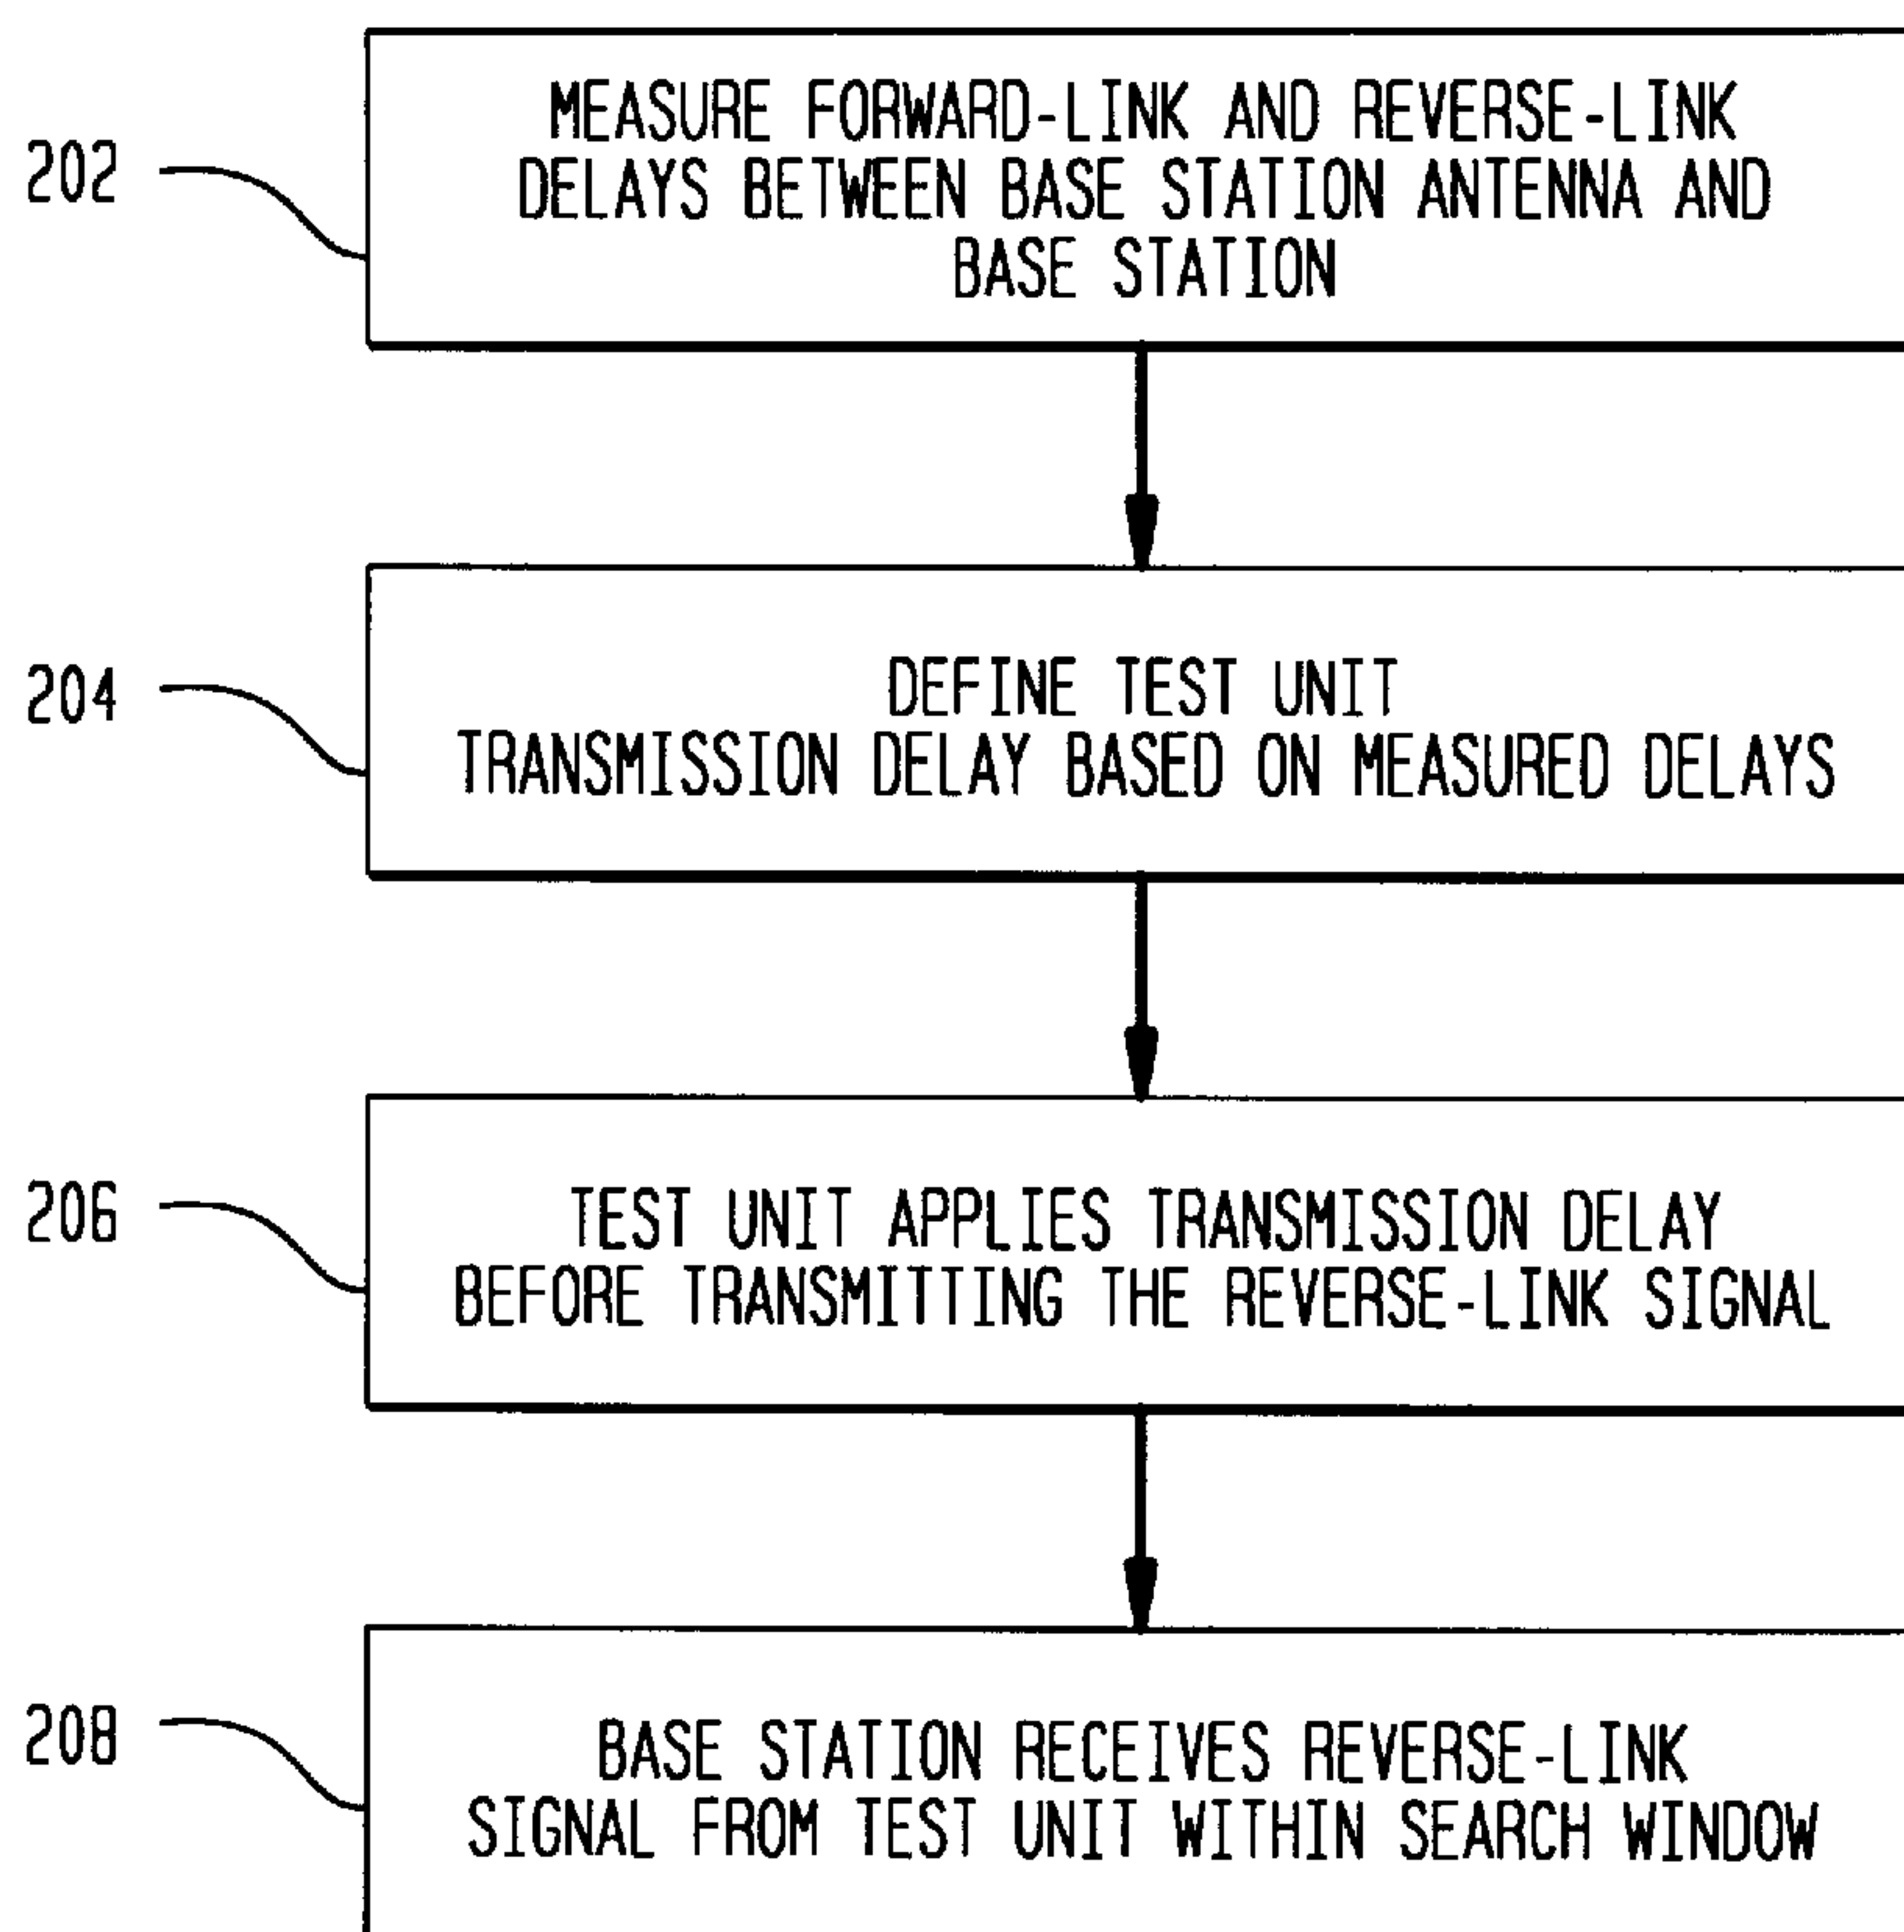 202
MEASURE FORWARD-LINK AND REVERSE-LINK
DELAYS BETWEEN BASE STATION ANTENNA AND
BASE STATION
204
DEFINE TEST UNIT
TRANSMISSION DELAY BASED ON MEASURED DELAYS
206
TEST UNIT APPLIES TRANSMISSION DELAY
BEFORE TRANSMITTING THE REVERSE-LINK SIGNAL
208
BASE STATION RECEIVES REVERSE-LINK
SIGNAL FROM TEST UNIT WITHIN SEARCH WINDOW